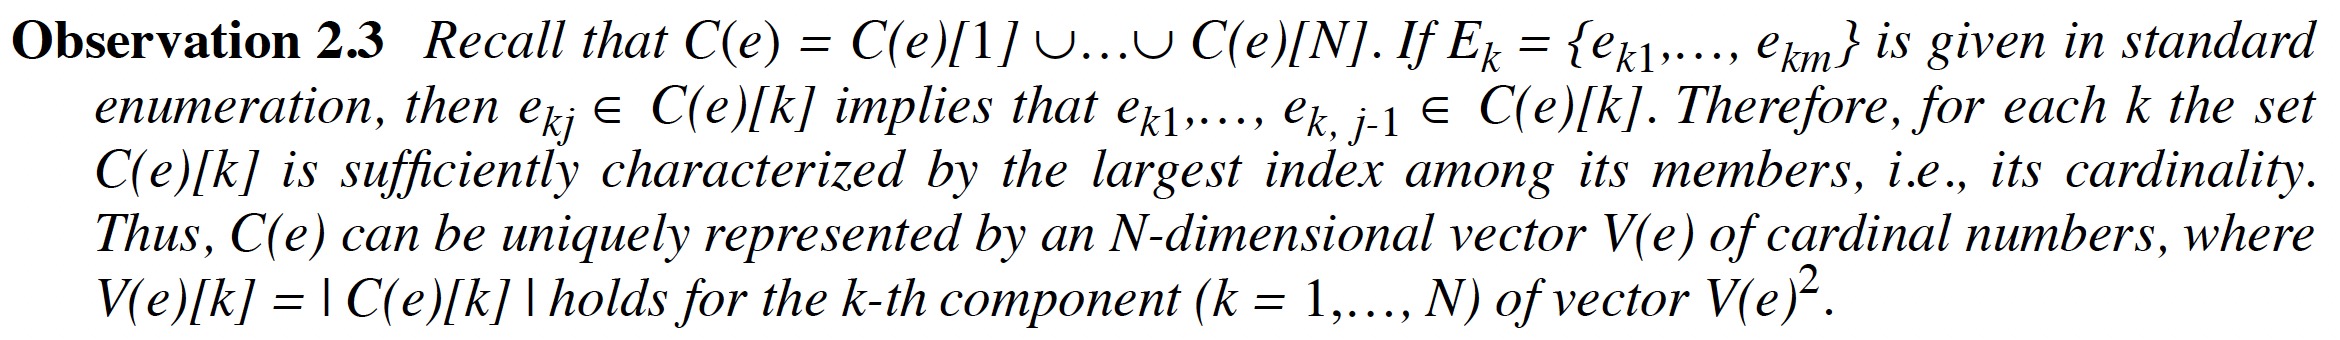 Observation 2.3 Recall that C(e) = C(e)[1] ∪...∪ C(e)[N]. If E_k = {e_k1,..., e_km} is given in standard
enumeration, then e_kj ∈ C(e)[k] implies that e_k1,..., e_k, j-1 ∈ C(e)[k]. Therefore, for each k the set
C(e)[k] is sufficiently characterized by the largest index among its members, i.e., its cardinality.
Thus, C(e) can be uniquely represented by an N-dimensional vector V(e) of cardinal numbers, where
V(e)[k] = | C(e)[k] | holds for the k-th component (k = 1,..., N) of vector V(e)².